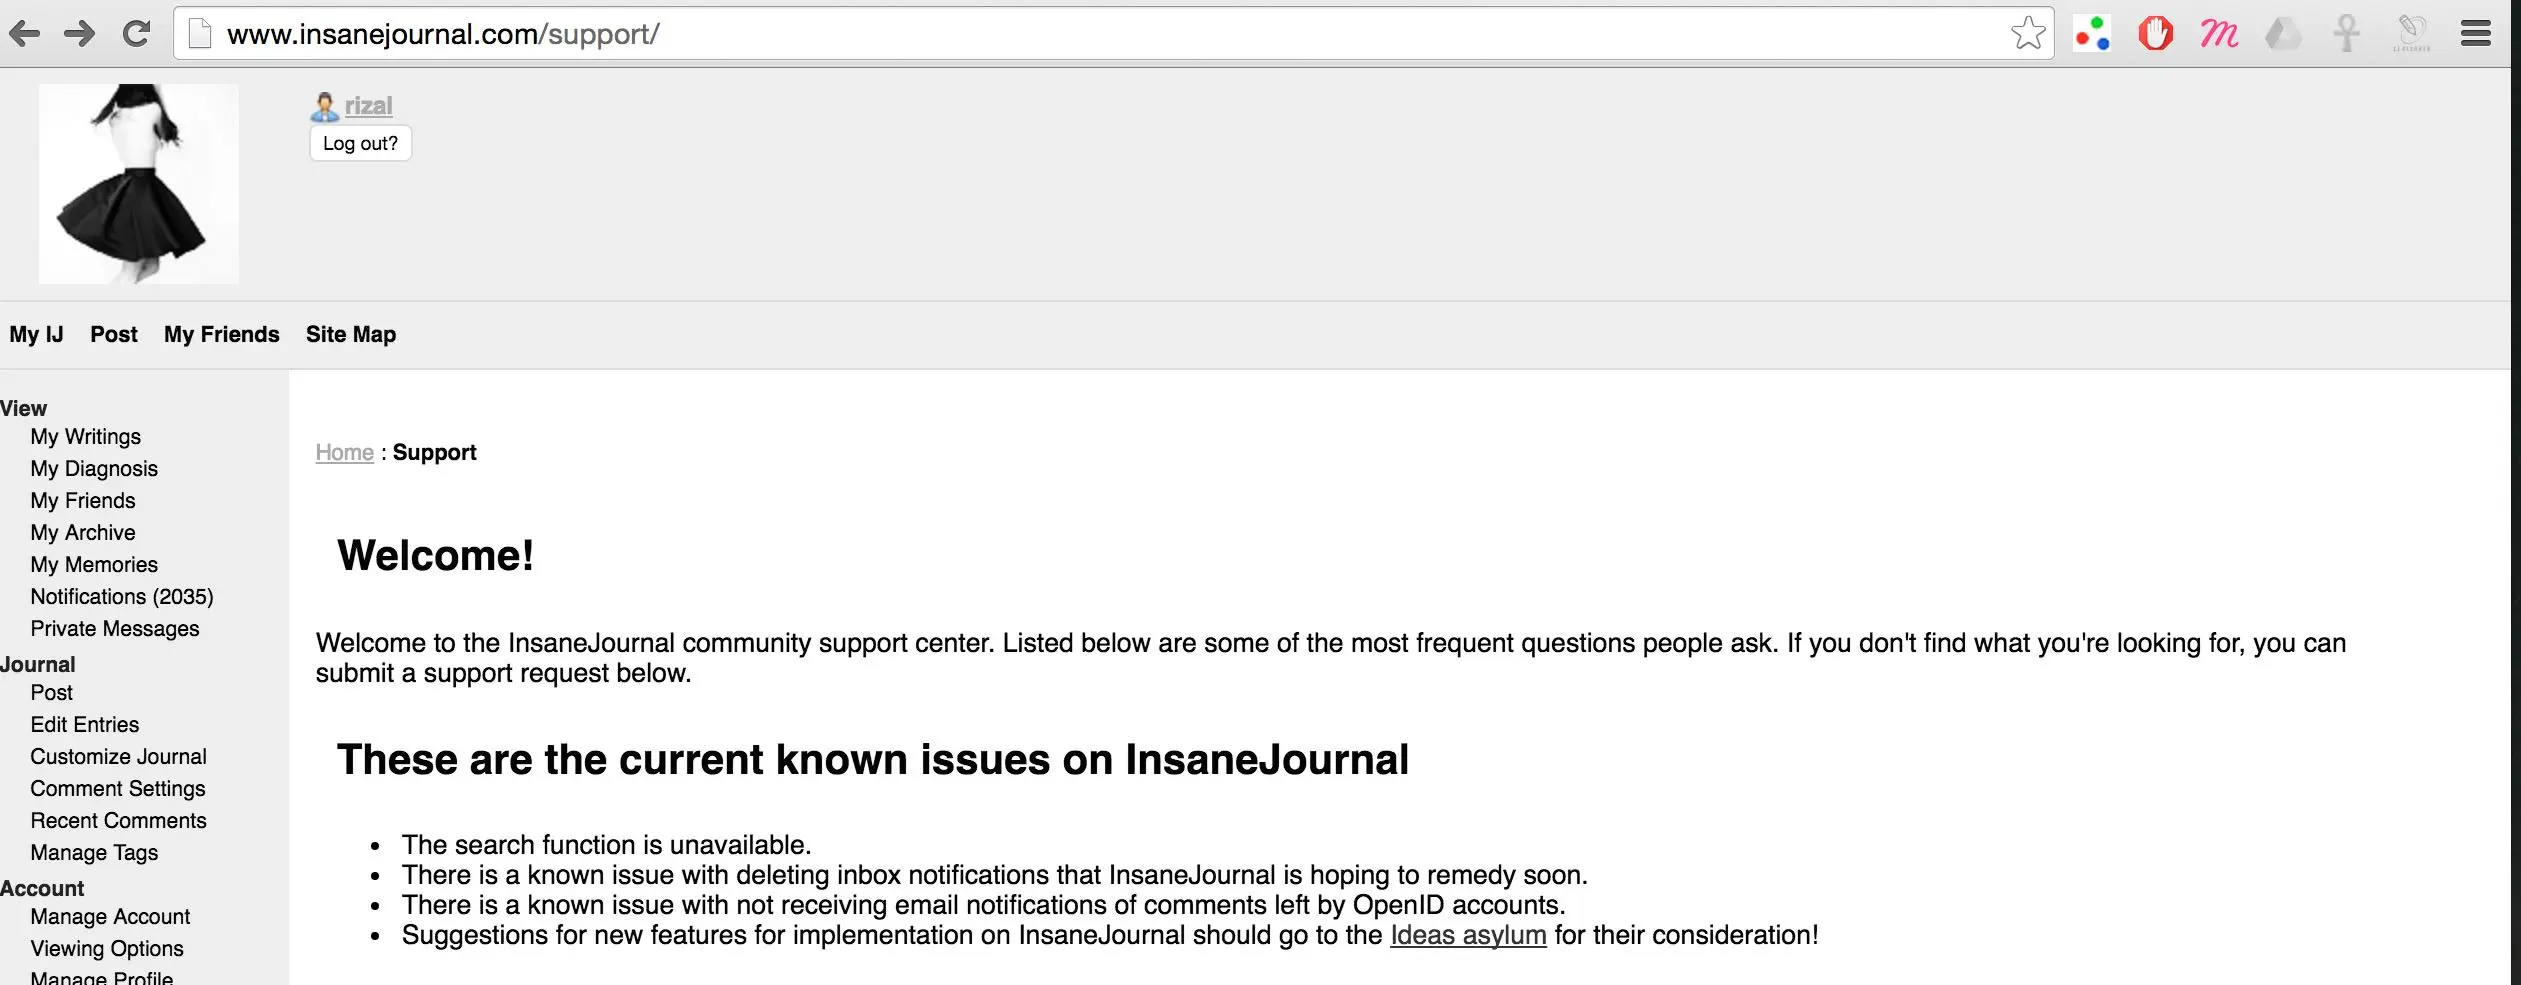 www.insanejournal.com/support/
rizal
Log out?
My IJ Post My Friends Site Map
View
My Writings
My Diagnosis
My Friends
My Archive
My Memories
Notifications (2035)
Private Messages
Journal
Post
Edit Entries
Customize Journal
Comment Settings
Recent Comments
Manage Tags
Account
Manage Account
Viewing Options
Manage Profile
Home : Support
Welcome!
Welcome to the InsaneJournal community support center. Listed below are some of the most frequent questions people ask. If you don't find what you're looking for, you can
submit a support request below.
These are the current known issues on InsaneJournal
• The search function is unavailable.
• There is a known issue with deleting inbox notifications that InsaneJournal is hoping to remedy soon.
• There is a known issue with not receiving email notifications of comments left by OpenID accounts.
• Suggestions for new features for implementation on InsaneJournal should go to the Ideas asylum for their consideration!